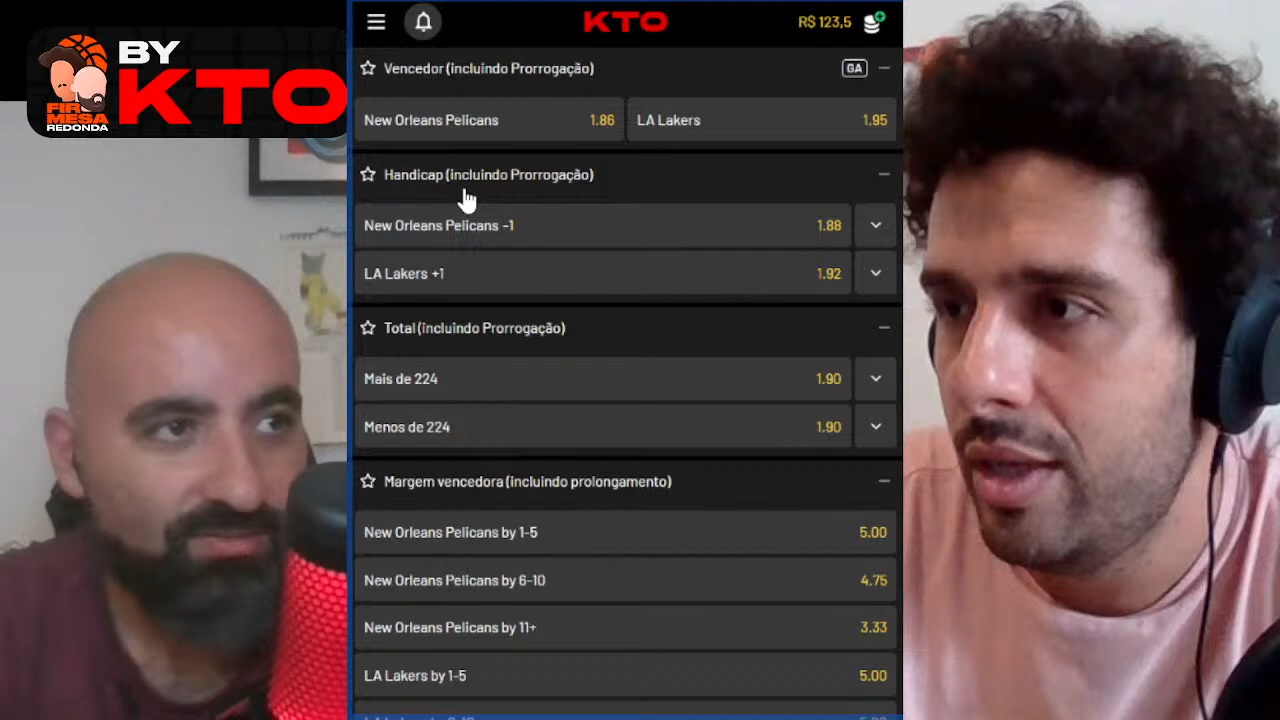 BY
KTO
FIR
MESA
REDONDA
KTO
R$ 123,5
Vencedor (incluindo Prorrogação)
GA
New Orleans Pelicans 1.86
LA Lakers 1.95
Handicap (incluindo Prorrogação)
New Orleans Pelicans -1 1.88
LA Lakers +1 1.92
Total (incluindo Prorrogação)
Mais de 224 1.90
Menos de 224 1.90
Margem vencedora (incluindo prolongamento)
New Orleans Pelicans by 1-5 5.00
New Orleans Pelicans by 6-10 4.75
New Orleans Pelicans by 11+ 3.33
LA Lakers by 1-5 5.00